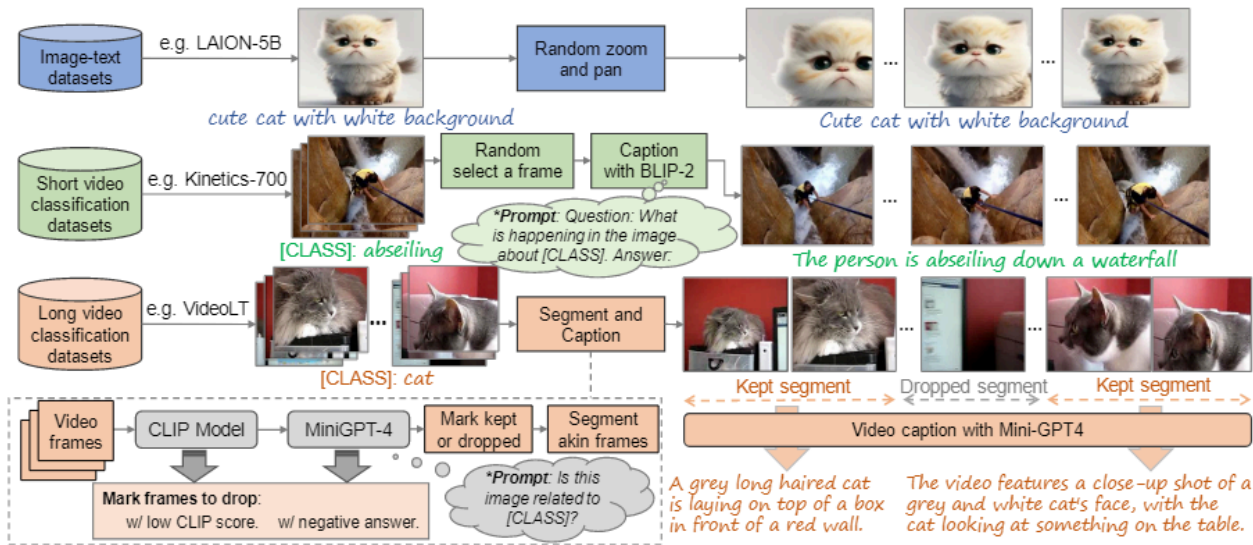 Image-text
datasets
e.g. LAION-5B
Random zoom
and pan
...
...
cute cat with white background
Cute cat with white background
Short video
classification
datasets
e.g. Kinetics-700
Random
select a frame
Caption
with BLIP-2
...
...
*Prompt: Question: What
is happening in the image
about [CLASS]. Answer:
[CLASS]: abseiling
The person is abseiling down a waterfall
Long video
classification
datasets
e.g. VideoLT
...
Segment and
Caption
...
...
[CLASS]: cat
Kept segment
Dropped segment
Kept segment
Video
frames
CLIP Model
MiniGPT-4
Mark kept
or dropped
Segment
akin frames
Video caption with Mini-GPT4
Mark frames to drop:
w/ low CLIP score.
w/ negative answer.
*Prompt: Is this
image related to
[CLASS]?
A grey long haired cat
is laying on top of a box
in front of a red wall.
The video features a close-up shot of a
grey and white cat's face, with the
cat looking at something on the table.